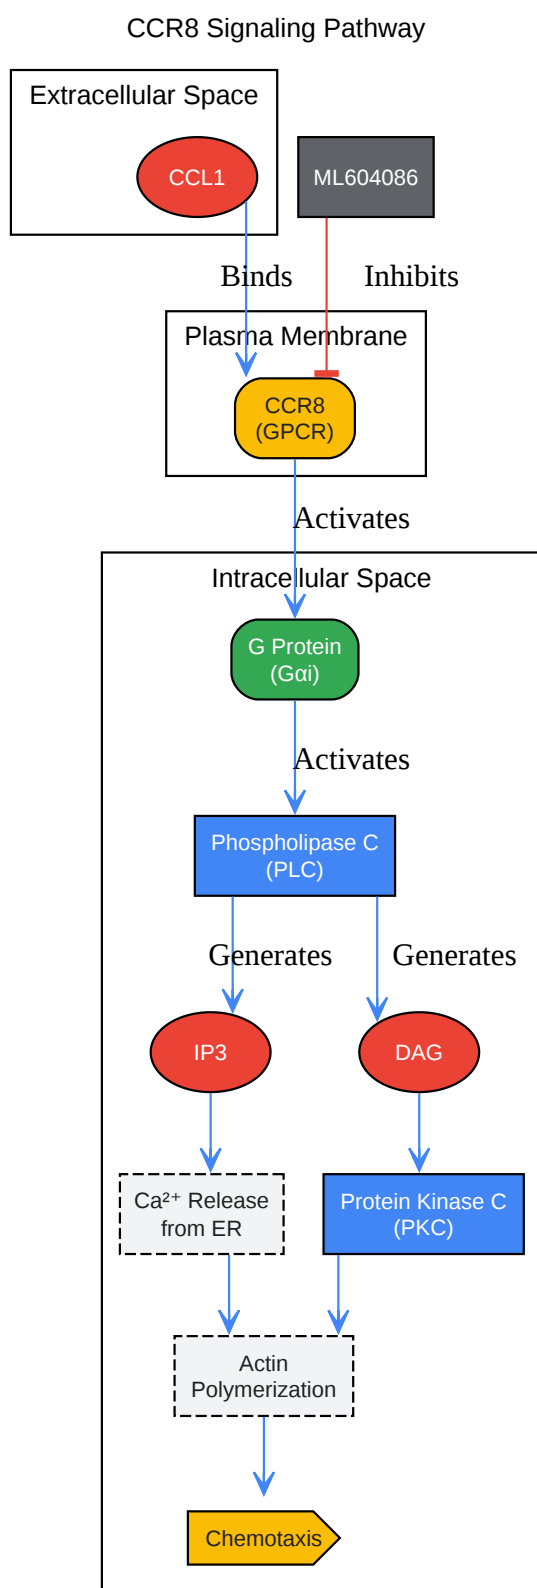 CCR8 Signaling Pathway
Extracellular Space
CCL1
ML604086
Binds
Inhibits
Plasma Membrane
CCR8
(GPCR)
Activates
Intracellular Space
G Protein
(Gαi)
Activates
Phospholipase C
(PLC)
Generates
Generates
IP3
DAG
Ca²⁺ Release
from ER
Protein Kinase C
(PKC)
Actin
Polymerization
Chemotaxis